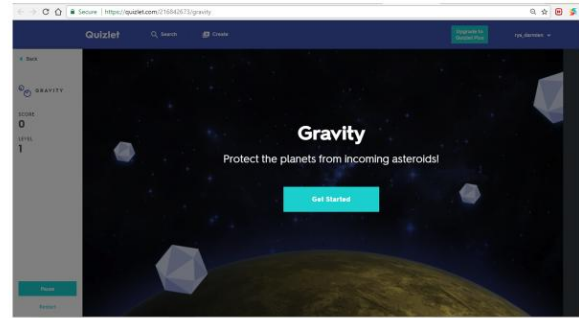 Secure | https://quizlet.com/216842673/gravity
Quizlet Search Create Upgrade to Quizlet Plus
Back
GRAVITY
SCORE
0
LEVEL
1
Gravity
Protect the planets from incoming asteroids!
Get Started
Pause